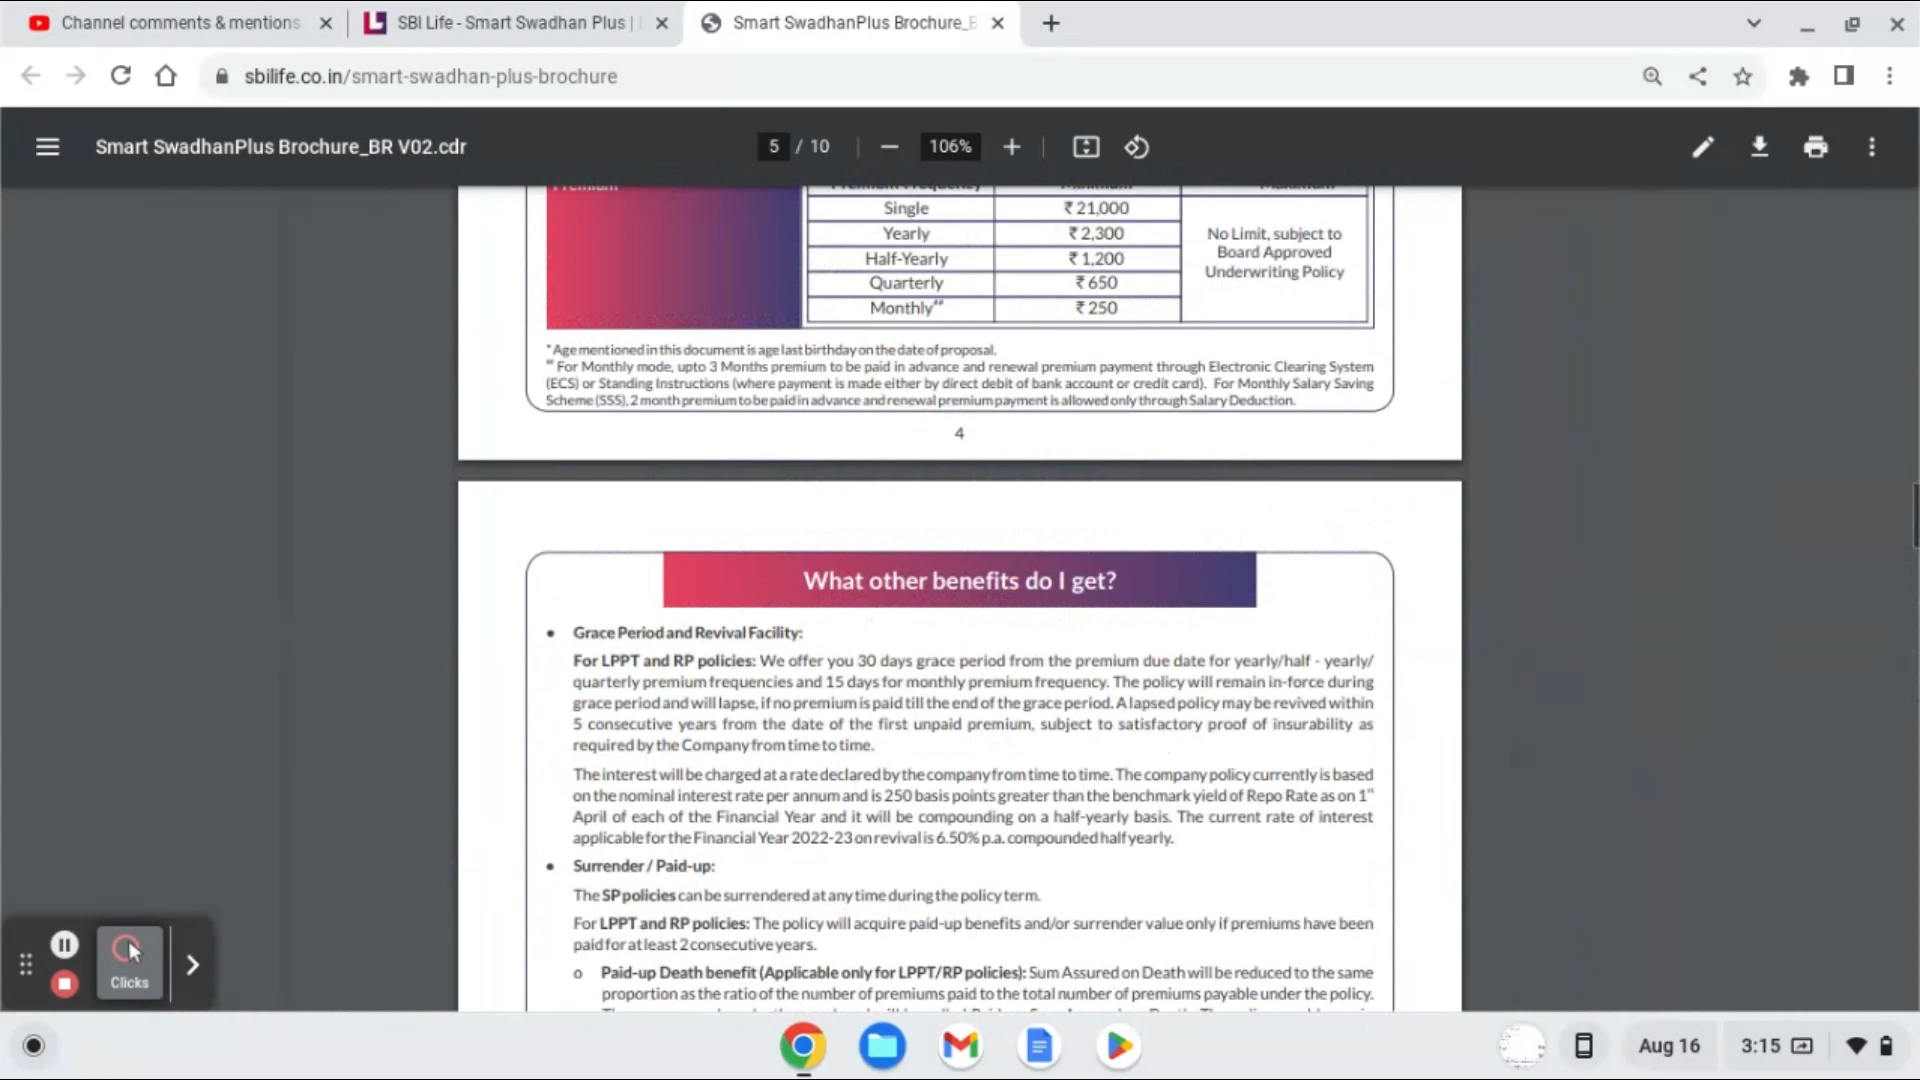 Channel comments & mentions
SBI Life - Smart Swadhan Plus |
Smart SwadhanPlus Brochure_B
sbilife.co.in/smart-swadhan-plus-brochure
Smart SwadhanPlus Brochure_BR V02.cdr
5 / 10
106%
Premium
Premium Frequency Minimum Maximum
Single ₹ 21,000
Yearly ₹ 2,300
Half-Yearly ₹ 1,200
Quarterly ₹ 650
Monthly## ₹ 250
No Limit, subject to
Board Approved
Underwriting Policy
*Age mentioned in this document is age last birthday on the date of proposal.
## For Monthly mode, upto 3 Months premium to be paid in advance and renewal premium payment through Electronic Clearing System
(ECS) or Standing Instructions (where payment is made either by direct debit of bank account or credit card). For Monthly Salary Saving
Scheme (SSS), 2 month premium to be paid in advance and renewal premium payment is allowed only through Salary Deduction.
4
What other benefits do I get?
• Grace Period and Revival Facility:
For LPPT and RP policies: We offer you 30 days grace period from the premium due date for yearly/half - yearly/
quarterly premium frequencies and 15 days for monthly premium frequency. The policy will remain in-force during
grace period and will lapse, if no premium is paid till the end of the grace period. A lapsed policy may be revived within
5 consecutive years from the date of the first unpaid premium, subject to satisfactory proof of insurability as
required by the Company from time to time.
The interest will be charged at a rate declared by the company from time to time. The company policy currently is based
on the nominal interest rate per annum and is 250 basis points greater than the benchmark yield of Repo Rate as on 1st
April of each of the Financial Year and it will be compounding on a half-yearly basis. The current rate of interest
applicable for the Financial Year 2022-23 on revival is 6.50% p.a. compounded half yearly.
• Surrender / Paid-up:
The SP policies can be surrendered at any time during the policy term.
For LPPT and RP policies: The policy will acquire paid-up benefits and/or surrender value only if premiums have been
paid for at least 2 consecutive years.
o Paid-up Death benefit (Applicable only for LPPT/RP policies): Sum Assured on Death will be reduced to the same
proportion as the ratio of the number of premiums paid to the total number of premiums payable under the policy.
Clicks
Aug 16
3:15